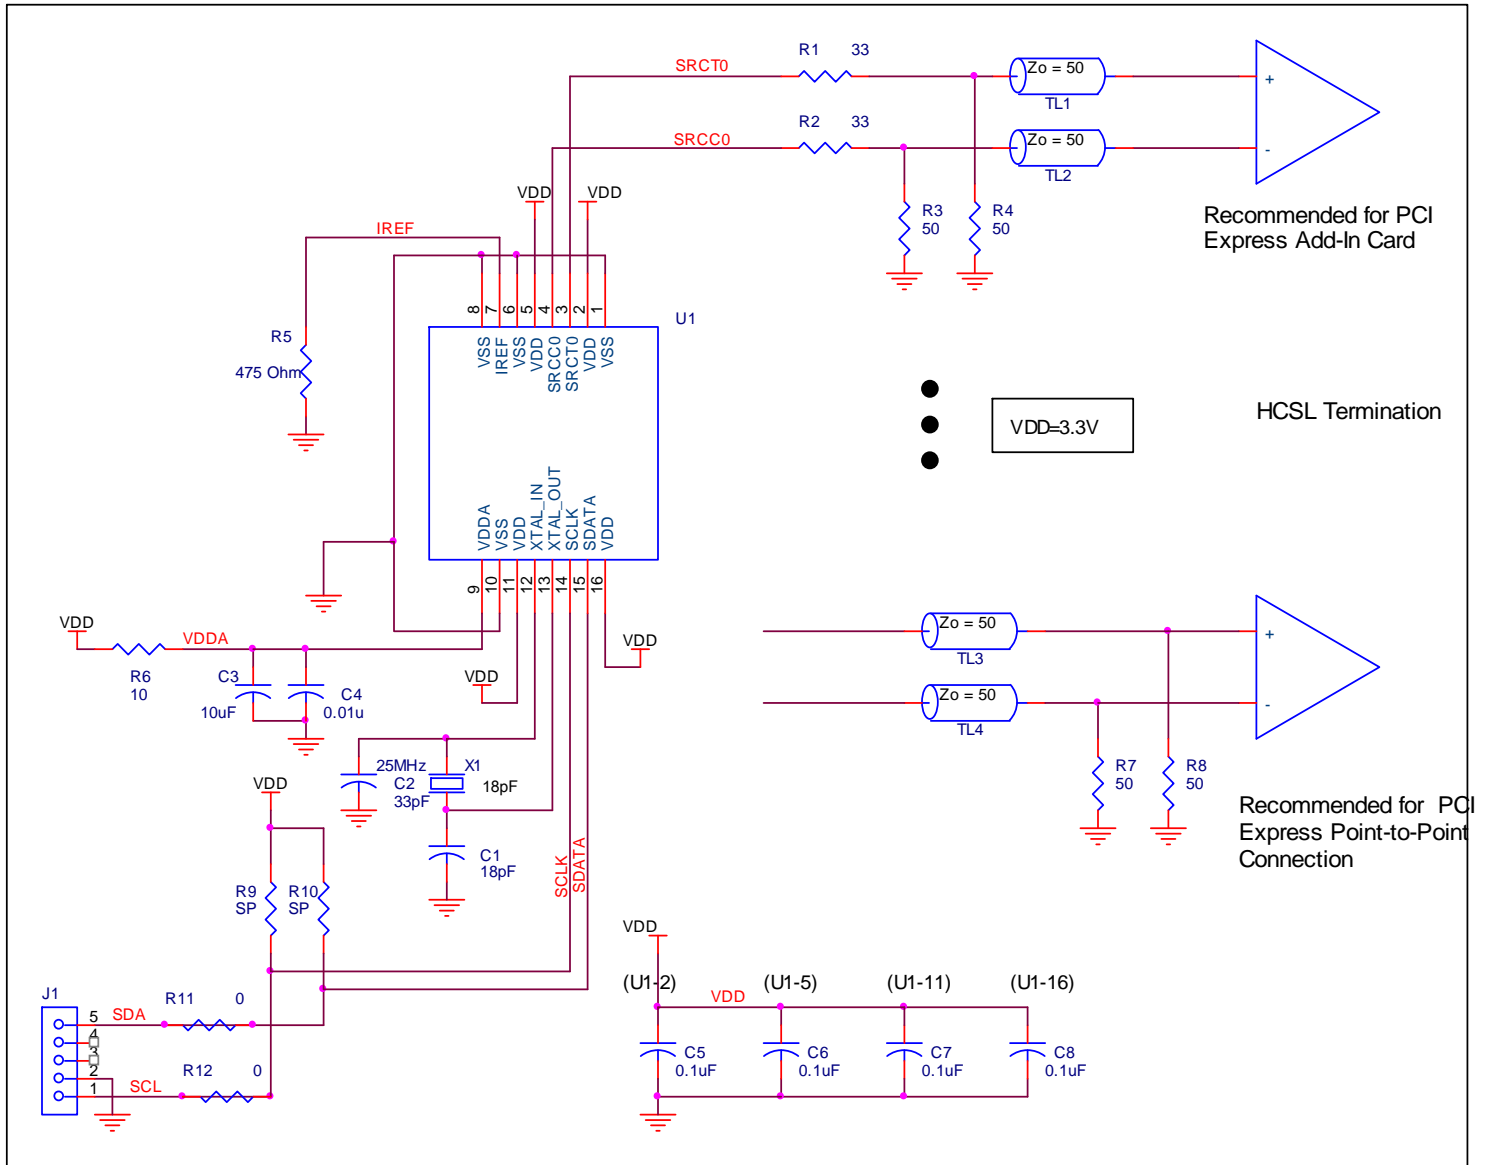 R1 33
SRCT0
Zo = 50
TL1
+
R2 33
SRCC0
Zo = 50
TL2
-
VDD VDD
R3
50
R4
50
Recommended for PCI
Express Add-In Card
IREF
8 7 6 5 4 3 2 1
U1
VSS IREF VSS VDD SRCC0 SRCT0 VDD VSS
R5
475 Ohm
VDD=3.3V
HCSL Termination
VDDA VSS VDD XTAL_IN XTAL_OUT SCLK SDATA VDD
9 10 11 12 13 14 15 16
VDD
VDDA
R6
10
C3
10uF
C4
0.01u
VDD
VDD
Zo = 50
TL3
+
Zo = 50
TL4
-
R7
50
R8
50
Recommended for PCI
Express Point-to-Point
Connection
25MHz
C2
33pF
X1
18pF
C1
18pF
SCLK
SDATA
VDD
R9
SP
R10
SP
J1
5
4
3
2
1
SDA
R11 0
SCL
R12 0
VDD
(U1-2) (U1-5) (U1-11) (U1-16)
VDD
C5
0.1uF
C6
0.1uF
C7
0.1uF
C8
0.1uF